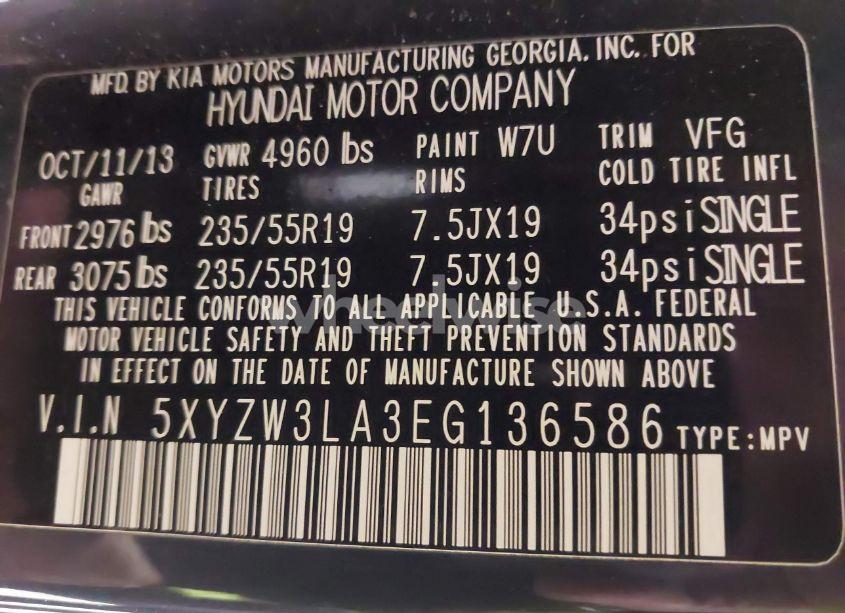 MFD. BY KIA MOTORS MANUFACTURING GEORGIA, INC. FOR
HYUNDAI MOTOR COMPANY
OCT/11/13 GVWR 4960 lbs PAINT W7U TRIM VFG
GAWR TIRES RIMS COLD TIRE INFL
FRONT 2976 lbs 235/55R19 7.5JX19 34psi SINGLE
REAR 3075 lbs 235/55R19 7.5JX19 34psi SINGLE
THIS VEHICLE CONFORMS TO ALL APPLICABLE U.S.A. FEDERAL
MOTOR VEHICLE SAFETY AND THEFT PREVENTION STANDARDS
IN EFFECT ON THE DATE OF MANUFACTURE SHOWN ABOVE
V.I.N 5XYZW3LA3EG136586 TYPE:MPV